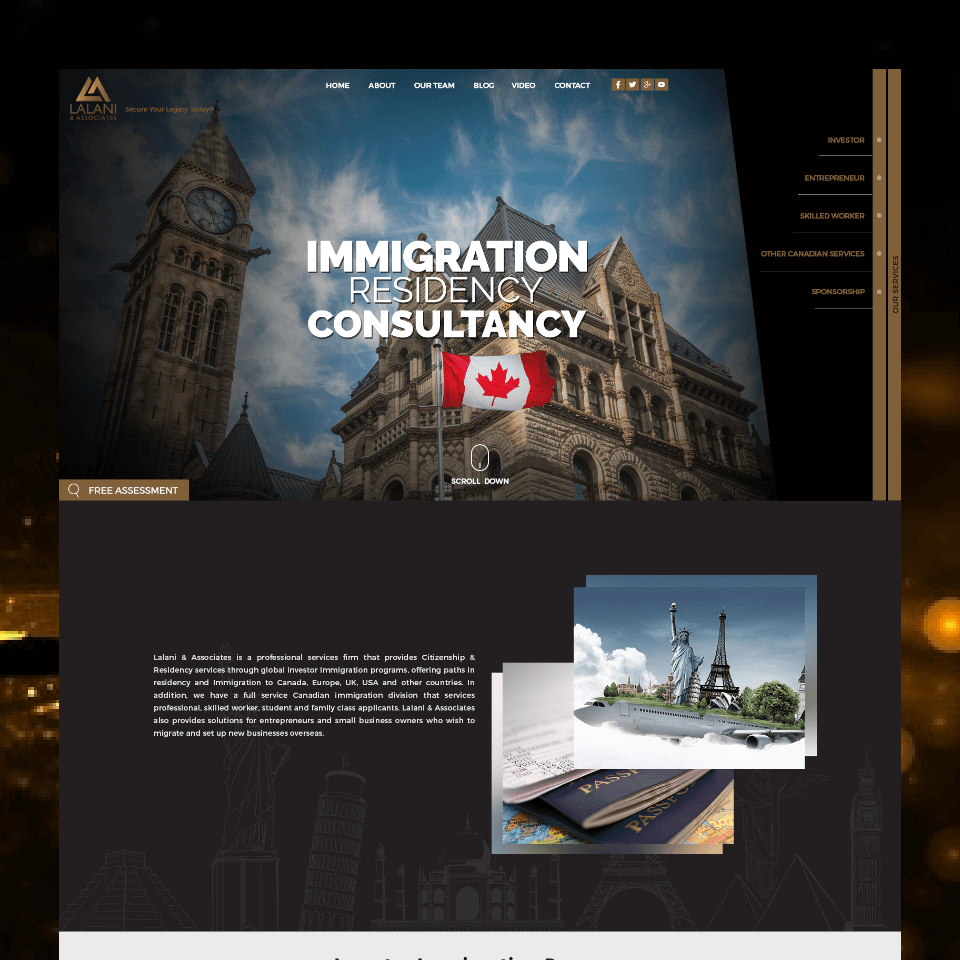 LALANI
& ASSOCIATES
Secure Your Legacy Today!!!
HOME ABOUT OUR TEAM BLOG VIDEO CONTACT
INVESTOR
ENTREPRENEUR
SKILLED WORKER
OTHER CANADIAN SERVICES
SPONSORSHIP
OUR SERVICES
IMMIGRATION
RESIDENCY
CONSULTANCY
SCROLL DOWN
FREE ASSESSMENT
Lalani & Associates is a professional services firm that provides Citizenship &
Residency services through global investor Immigration programs, offering paths in
residency and Immigration to Canada, Europe, UK, USA and other countries. In
addition, we have a full service Canadian immigration division that services
professional, skilled worker, student and family class applicants. Lalani & Associates
also provides solutions for entrepreneurs and small business owners who wish to
migrate and set up new businesses overseas.